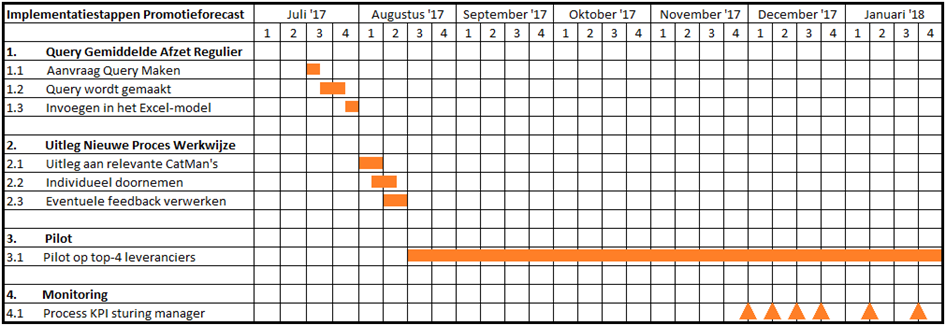 Implementatiestappen Promotieforecast Juli '17 Augustus '17 September '17 Oktober '17 November '17 December '17 Januari '18
1 2 3 4 1 2 3 4 1 2 3 4 1 2 3 4 1 2 3 4 1 2 3 4 1 2 3 4
1. Query Gemiddelde Afzet Regulier
1.1 Aanvraag Query Maken
1.2 Query wordt gemaakt
1.3 Invoegen in het Excel-model
2. Uitleg Nieuwe Proces Werkwijze
2.1 Uitleg aan relevante CatMan's
2.2 Individueel doornemen
2.3 Eventuele feedback verwerken
3. Pilot
3.1 Pilot op top-4 leveranciers
4. Monitoring
4.1 Process KPI sturing manager